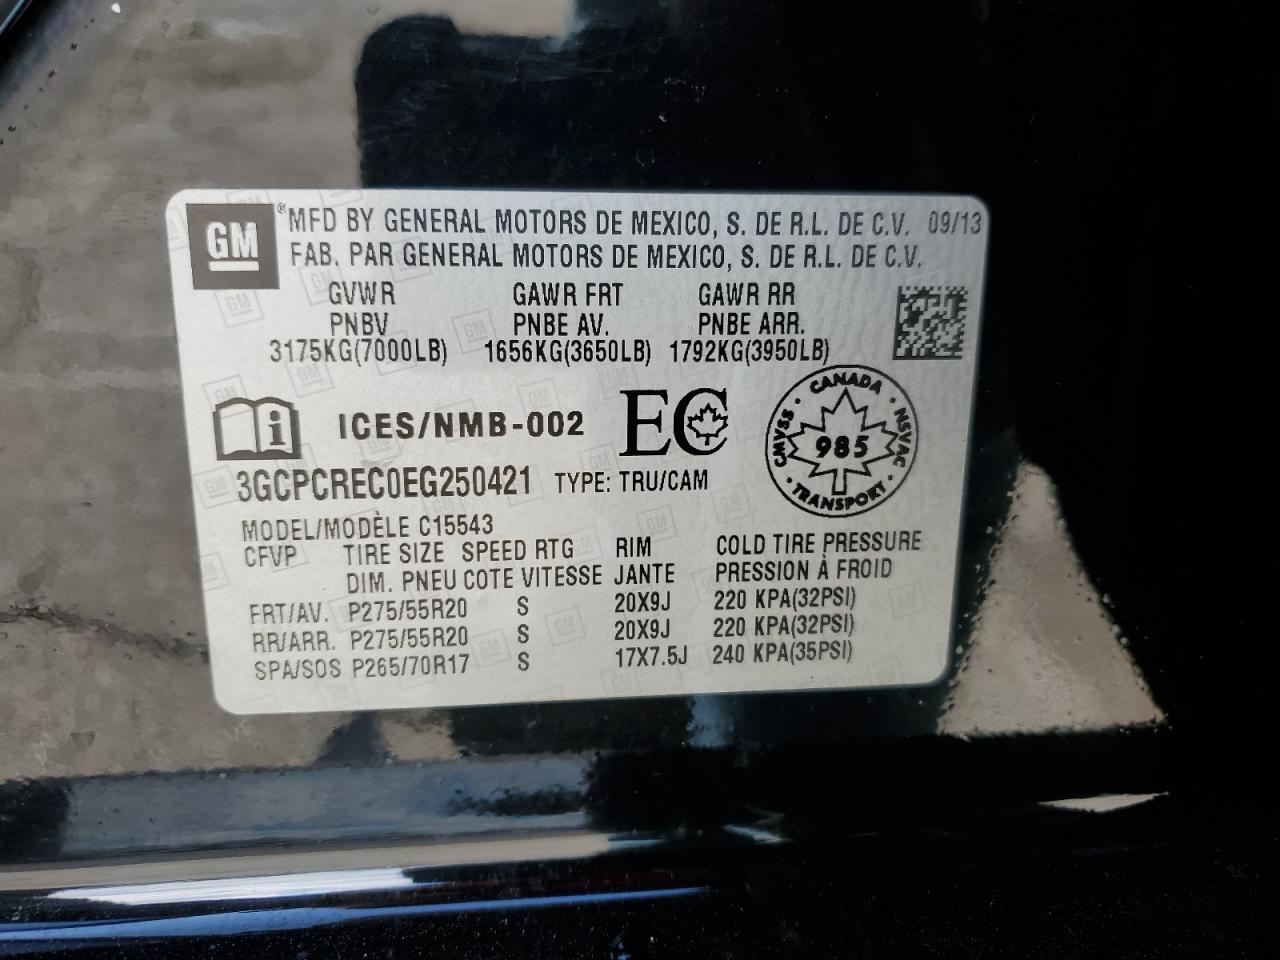 GM ® MFD BY GENERAL MOTORS DE MEXICO, S. DE R.L. DE C.V. 09/13
FAB. PAR GENERAL MOTORS DE MEXICO, S. DE R.L. DE C.V.
GVWR GAWR FRT GAWR RR
PNBV PNBE AV. PNBE ARR.
3175KG(7000LB) 1656KG(3650LB) 1792KG(3950LB)
ICES/NMB-002 EC
CANADA
CMVSS · 985 · NSVAC
· TRANSPORT ·
3GCPCREC0EG250421 TYPE: TRU/CAM
MODEL/MODÈLE C15543
CFVP TIRE SIZE SPEED RTG RIM COLD TIRE PRESSURE
DIM. PNEU COTE VITESSE JANTE PRESSION À FROID
FRT/AV. P275/55R20 S 20X9J 220 KPA(32PSI)
RR/ARR. P275/55R20 S 20X9J 220 KPA(32PSI)
SPA/SOS P265/70R17 S 17X7.5J 240 KPA(35PSI)